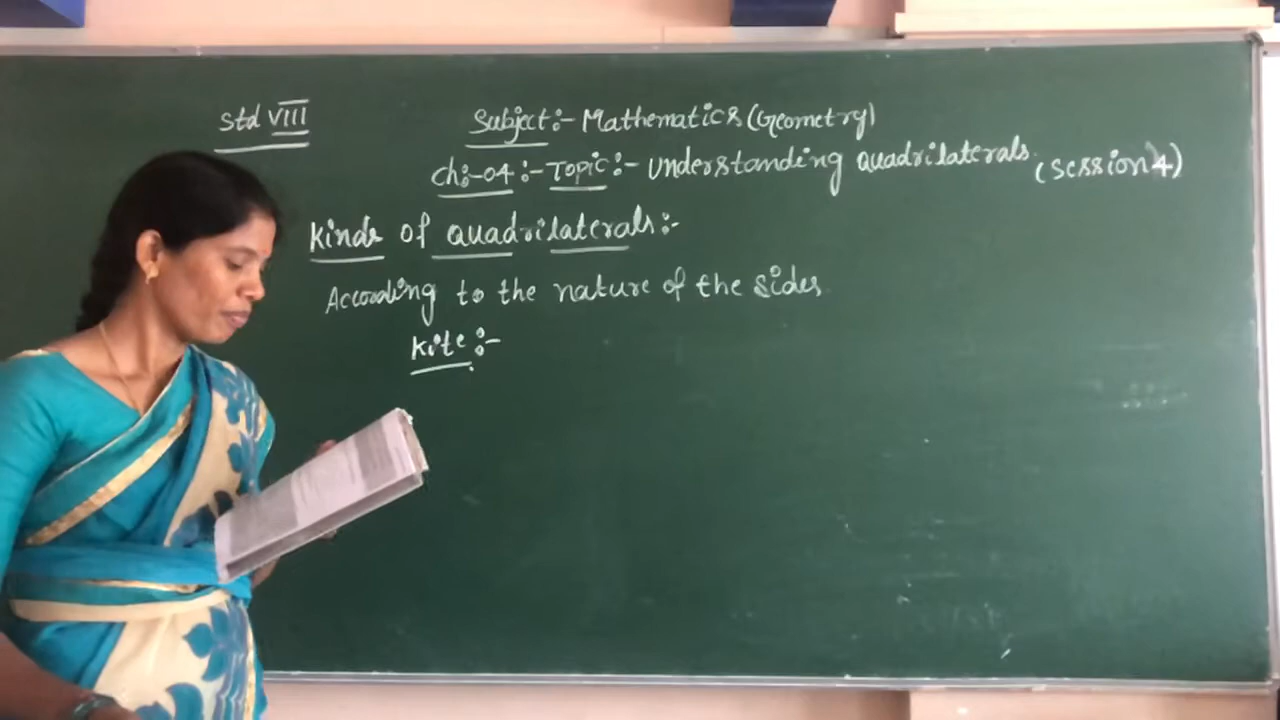 Std VIII
Subject:- Mathematics (Geometry)
Ch:-04:- Topic:- Understanding quadrilaterals. (Session 4)
Kinds of quadrilaterals:-
According to the nature of the sides
Kite:-